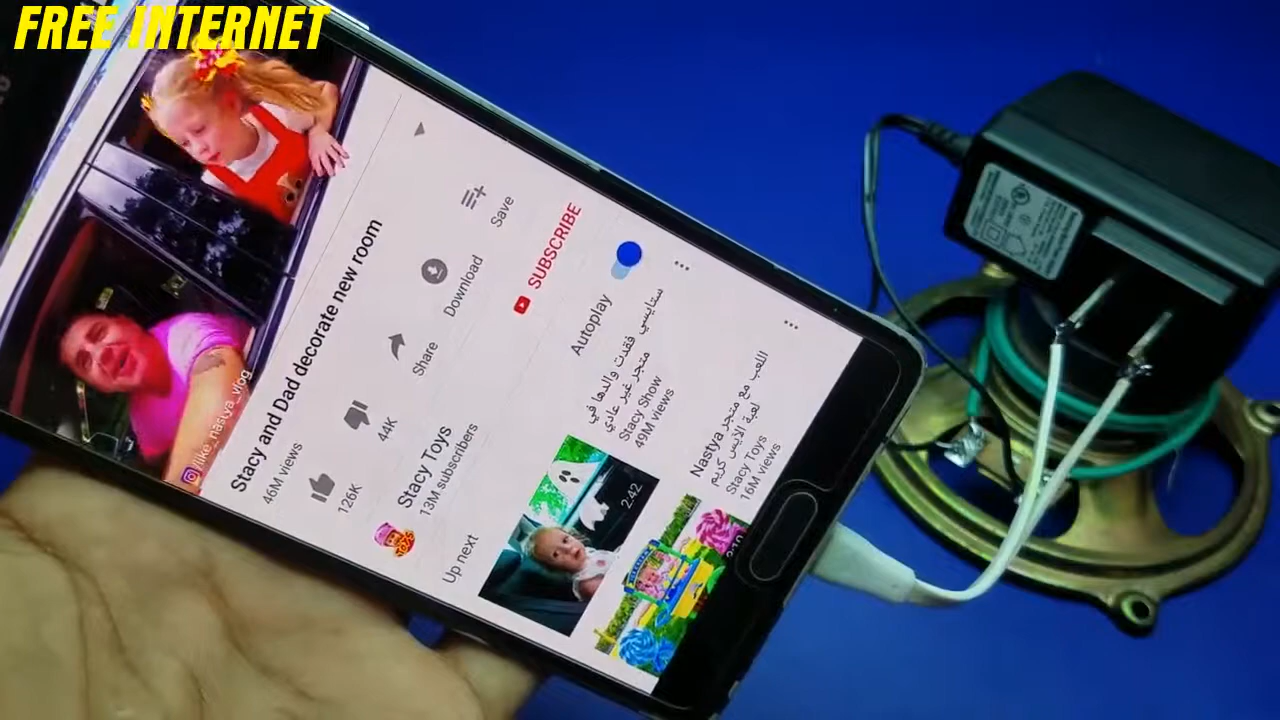 FREE INTERNET
/like_nastya_vlog
Stacy and Dad decorate new room
46M views
126K
44K
Share
Download
Save
Stacy Toys
13M subscribers
SUBSCRIBE
Up next
Autoplay
ستايسي فقدت والدها في
متجر غير عادي
Stacy Show
49M views
2:42
اللعب مع متجر Nastya
لعبة الآيس كريم
Stacy Toys
16M views